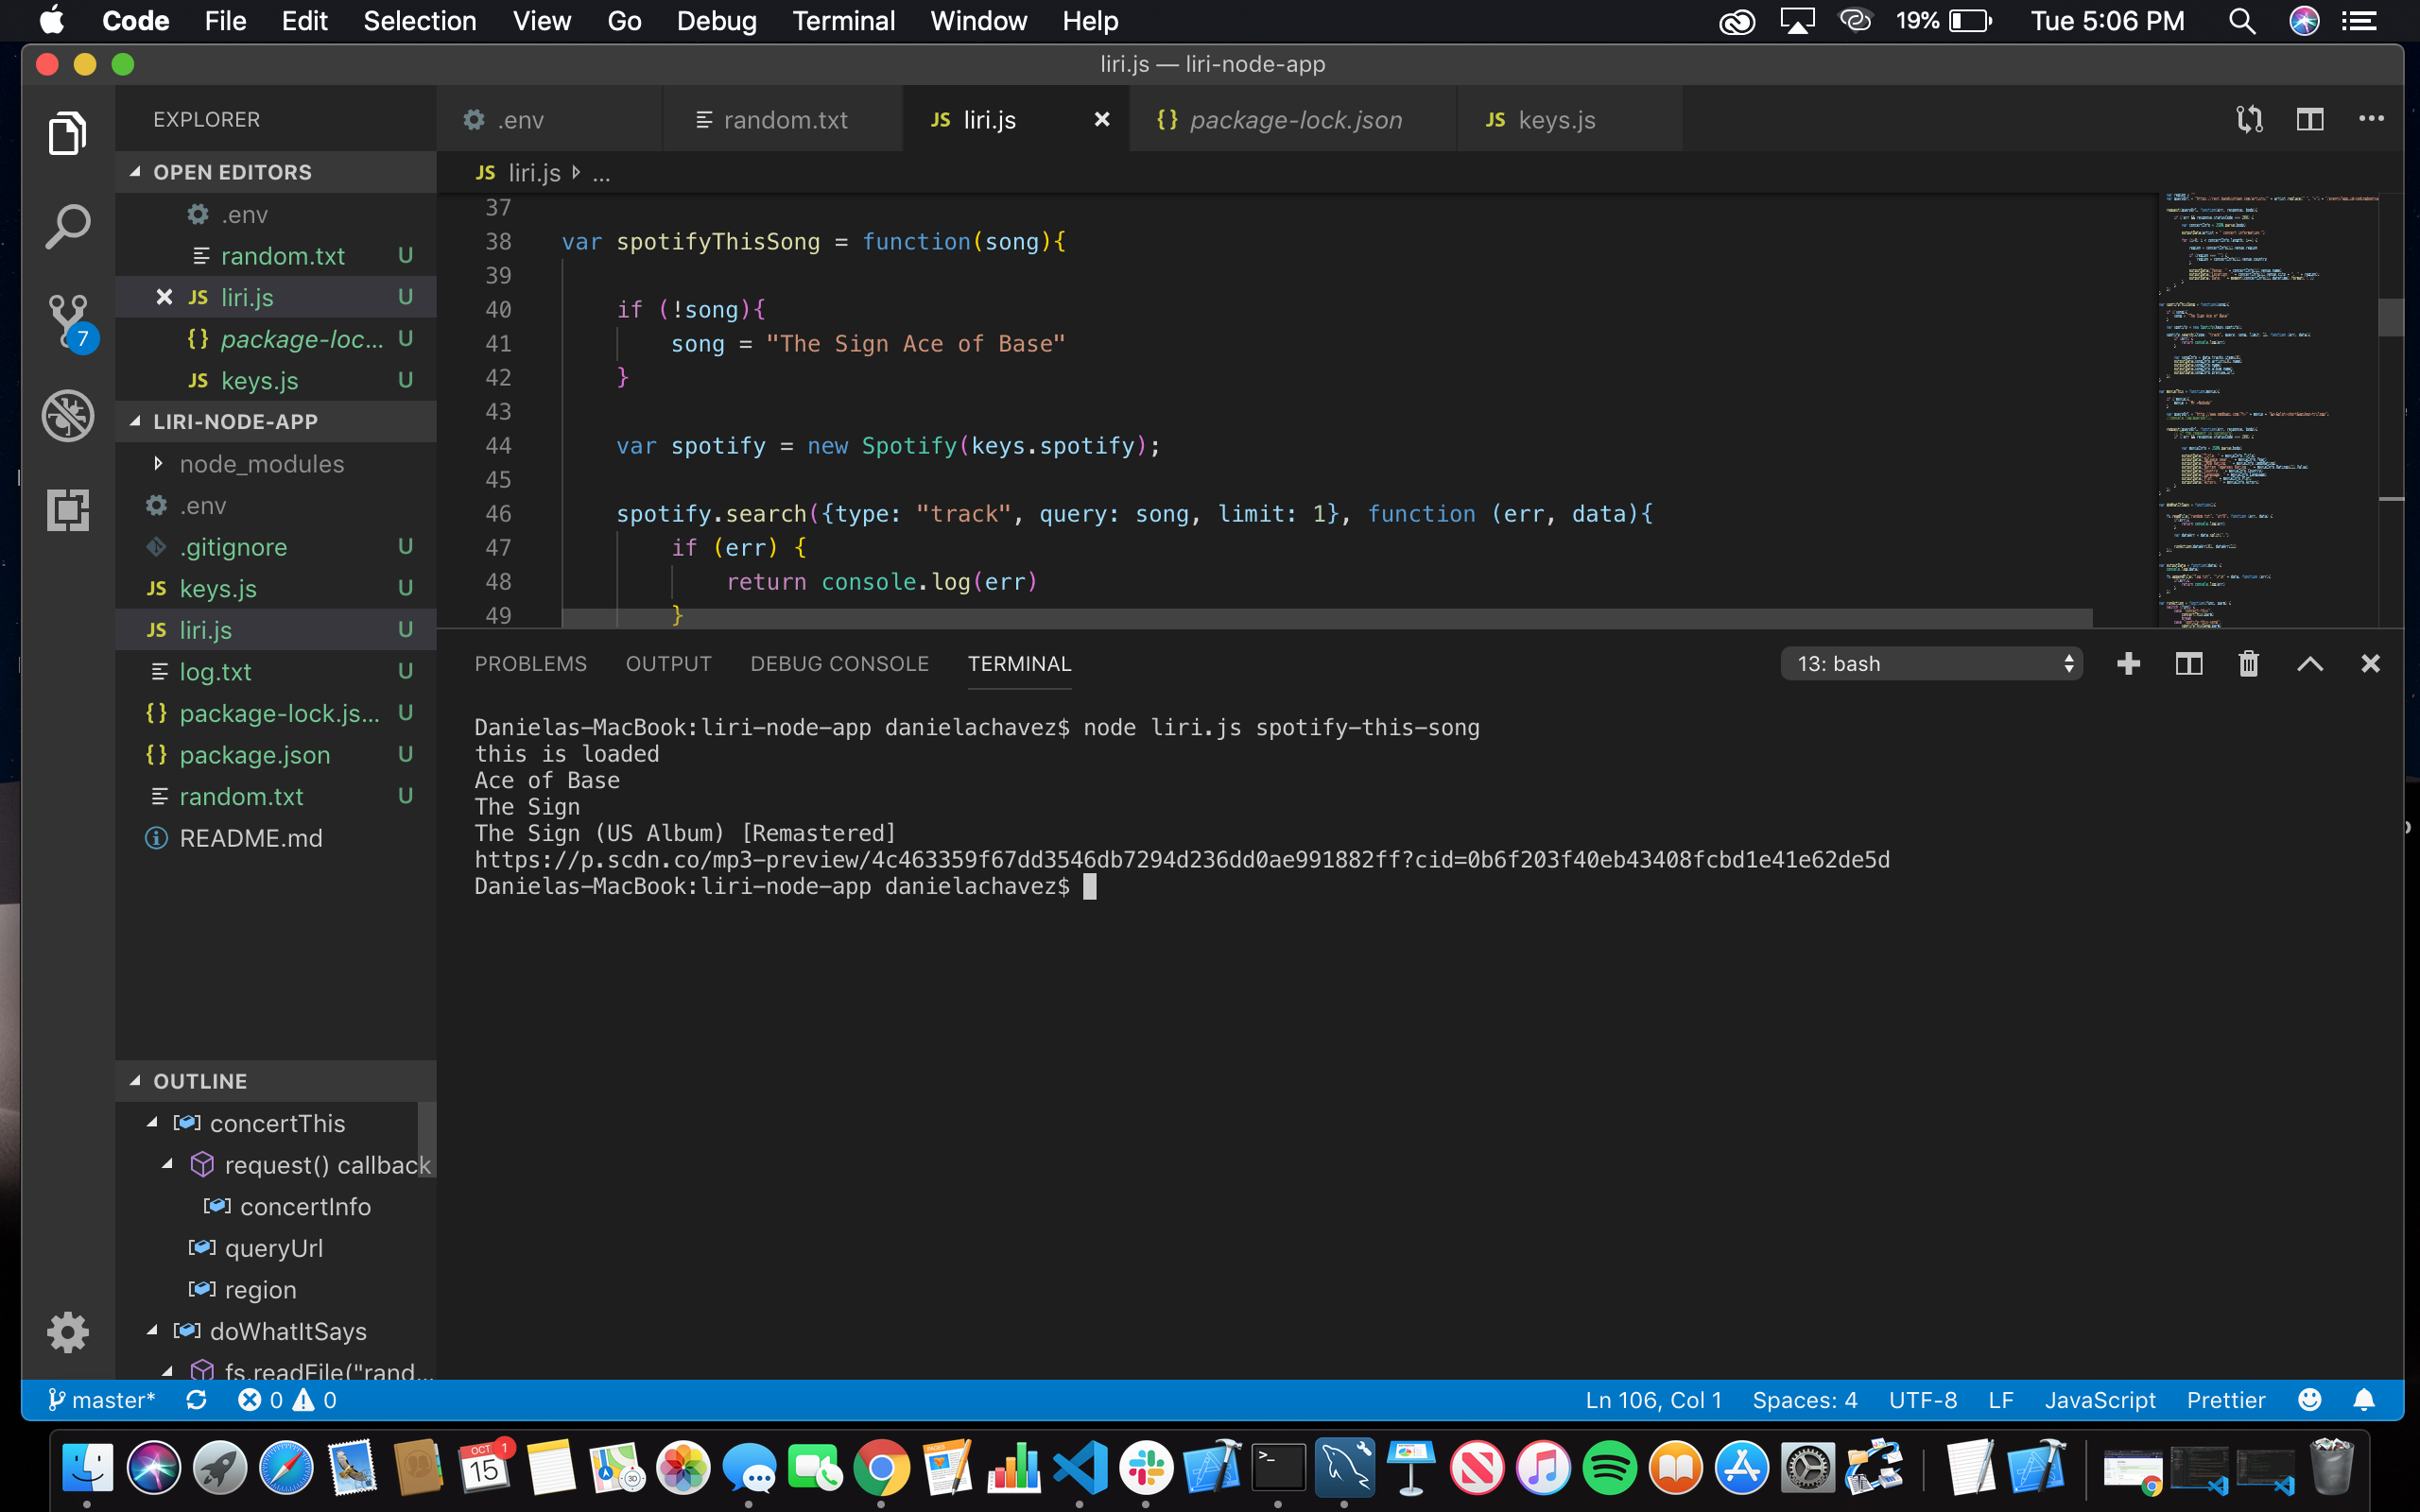 Code File Edit Selection View Go Debug Terminal Window Help 19% Tue 5:06 PM
liri.js — liri-node-app
EXPLORER
OPEN EDITORS
.env
random.txt U
JS liri.js U
{} package-loc... U
JS keys.js U
LIRI-NODE-APP
node_modules
.env
.gitignore U
JS keys.js U
JS liri.js U
log.txt U
{} package-lock.js... U
{} package.json U
random.txt U
README.md
OUTLINE
concertThis
request() callback
concertInfo
queryUrl
region
doWhatItSays
fs.readFile("rand...
7
.env random.txt JS liri.js {} package-lock.json JS keys.js
JS liri.js ...
37
38 var spotifyThisSong = function(song){
39
40 if (!song){
41 song = "The Sign Ace of Base"
42 }
43
44 var spotify = new Spotify(keys.spotify);
45
46 spotify.search({type: "track", query: song, limit: 1}, function (err, data){
47 if (err) {
48 return console.log(err)
49 }
PROBLEMS OUTPUT DEBUG CONSOLE TERMINAL 13: bash
Danielas-MacBook:liri-node-app danielachavez$ node liri.js spotify-this-song
this is loaded
Ace of Base
The Sign
The Sign (US Album) [Remastered]
https://p.scdn.co/mp3-preview/4c463359f67dd3546db7294d236dd0ae991882ff?cid=0b6f203f40eb43408fcbd1e41e62de5d
Danielas-MacBook:liri-node-app danielachavez$
master* 0 0 Ln 106, Col 1 Spaces: 4 UTF-8 LF JavaScript Prettier
OCT 15 1
PAGES
3D